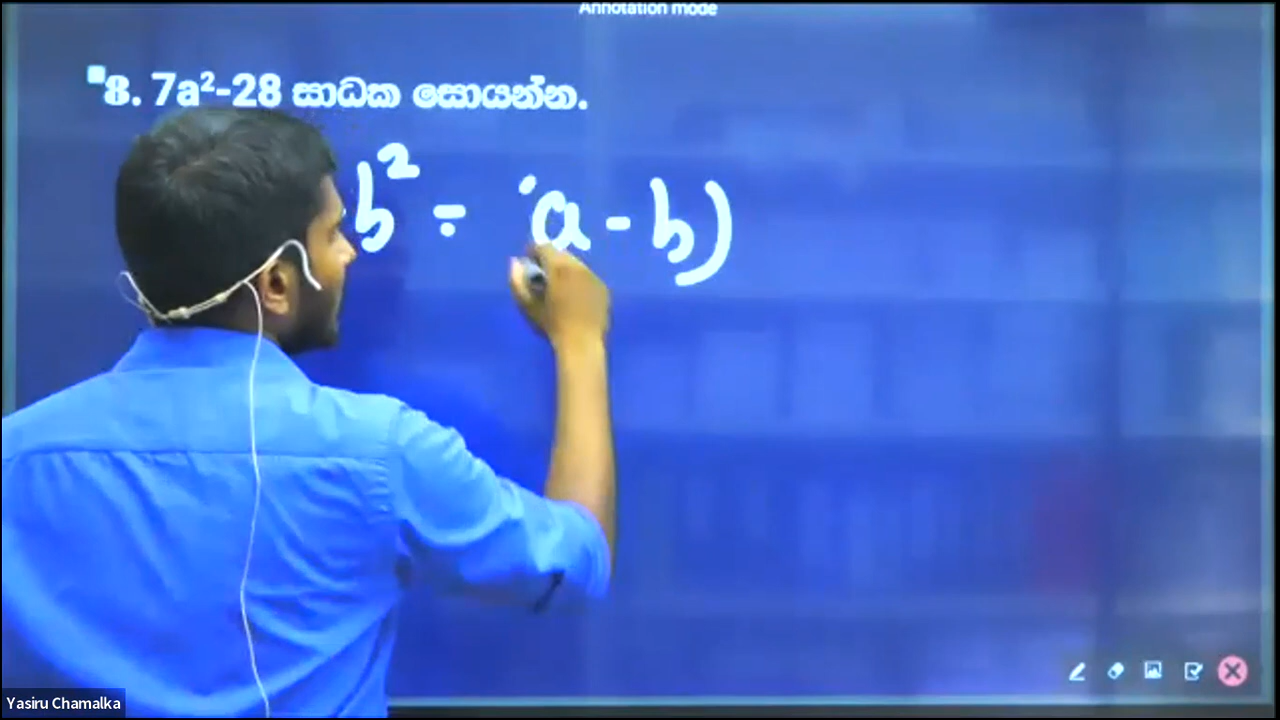 Annotation mode
8. 7a²-28 සාධක සොයන්න.
b² = (a - b)
Yasiru Chamalka